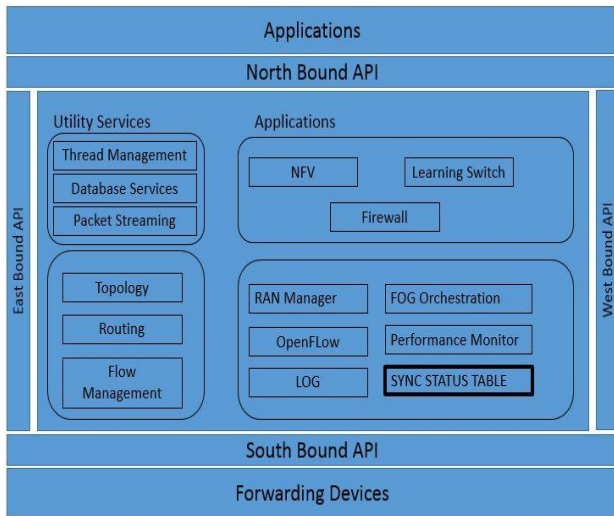 Applications
North Bound API
East Bound API
Utility Services
Thread Management
Database Services
Packet Streaming
Applications
NFV
Learning Switch
Firewall
Topology
Routing
Flow
Management
RAN Manager
FOG Orchestration
OpenFLow
Performance Monitor
LOG
SYNC STATUS TABLE
West Bound API
South Bound API
Forwarding Devices